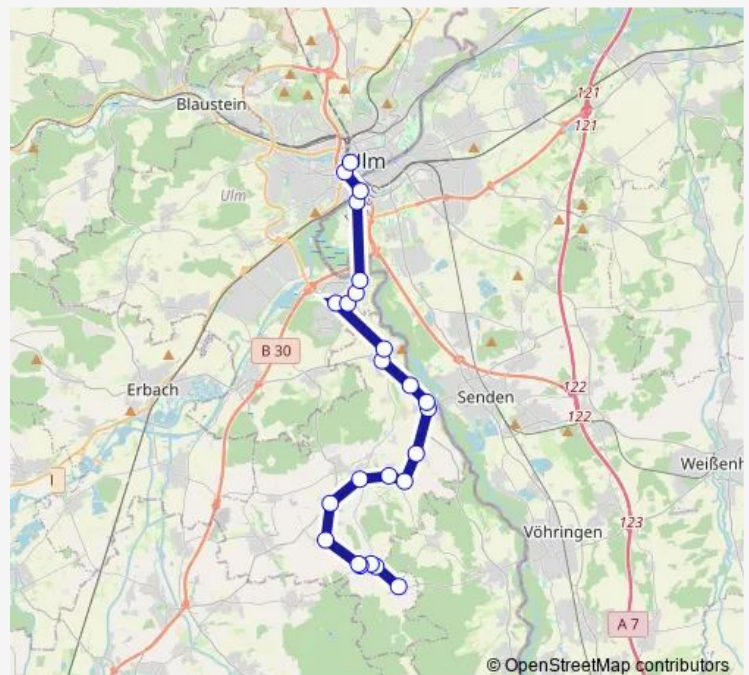 121
121
Blaustein
Ulm
Ulm
B 30
Erbach
Senden
122
122
Weißenh
Vöhringen
123
A 7
© OpenStreetMap contributors